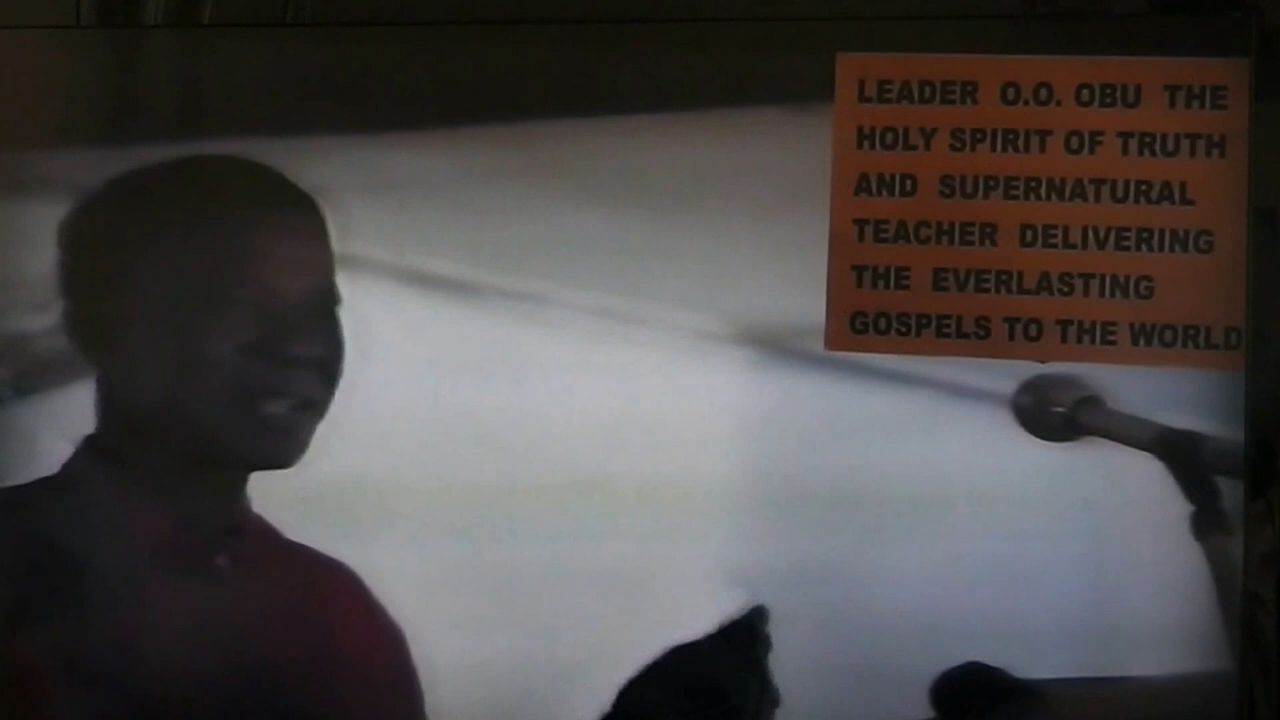 LEADER O.O. OBU THE
HOLY SPIRIT OF TRUTH
AND SUPERNATURAL
TEACHER DELIVERING
THE EVERLASTING
GOSPELS TO THE WORLD